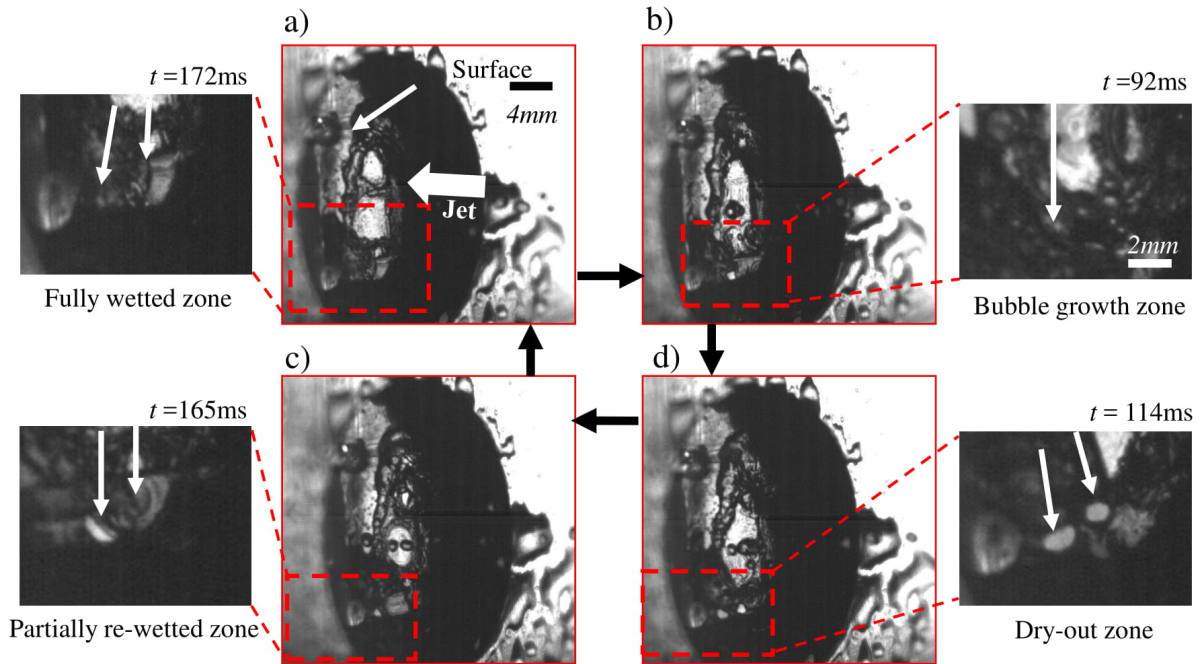 a)
b)
t =172ms
Surface
4mm
Jet
t =92ms
2mm
Fully wetted zone
Bubble growth zone
c)
d)
t =165ms
t = 114ms
Partially re-wetted zone
Dry-out zone